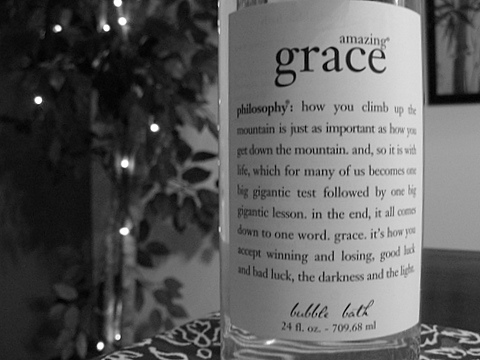 amazing®
grace
philosophy®: how you climb up the
mountain is just as important as how you
get down the mountain. and, so it is with
life, which for many of us becomes one
big gigantic test followed by one big
gigantic lesson. in the end, it all comes
down to one word. grace. it's how you
accept winning and losing, good luck
and bad luck, the darkness and the light.
bubble bath
24 fl. oz. - 709.68 ml